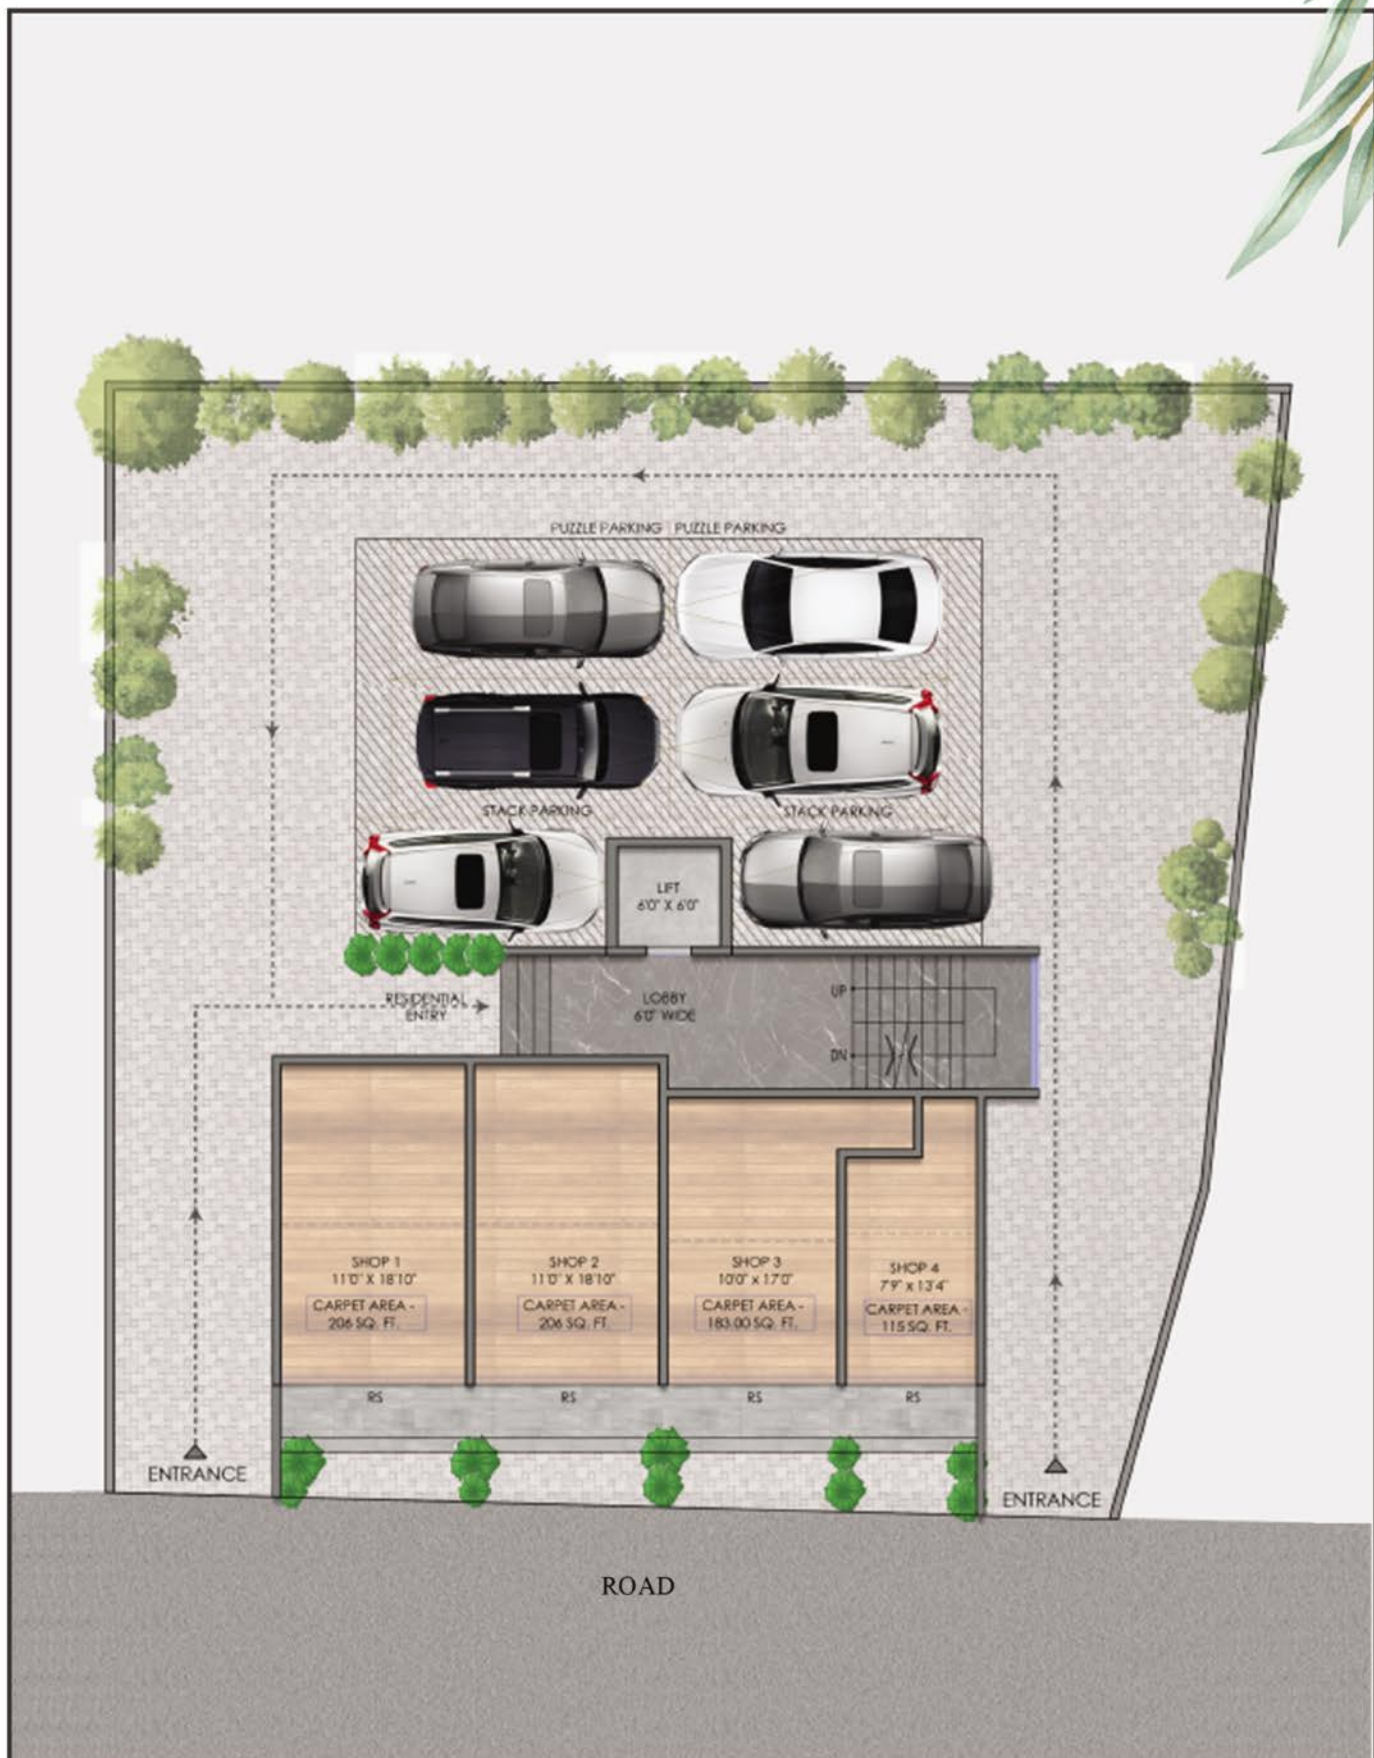 PUZZLE PARKING PUZZLE PARKING
STACK PARKING
STACK PARKING
LIFT
6'0" X 6'0"
RESIDENTIAL
ENTRY
LOBBY
6'0" WIDE
UP
DN
SHOP 1
11'0" X 18'10"
CARPET AREA -
206 SQ. FT.
SHOP 2
11'0" X 18'10"
CARPET AREA -
206 SQ. FT.
SHOP 3
10'0" x 17'0"
CARPET AREA -
183.00 SQ. FT.
SHOP 4
7'9" x 13'4"
CARPET AREA -
115 SQ. FT.
RS
RS
RS
RS
ENTRANCE
ENTRANCE
ROAD